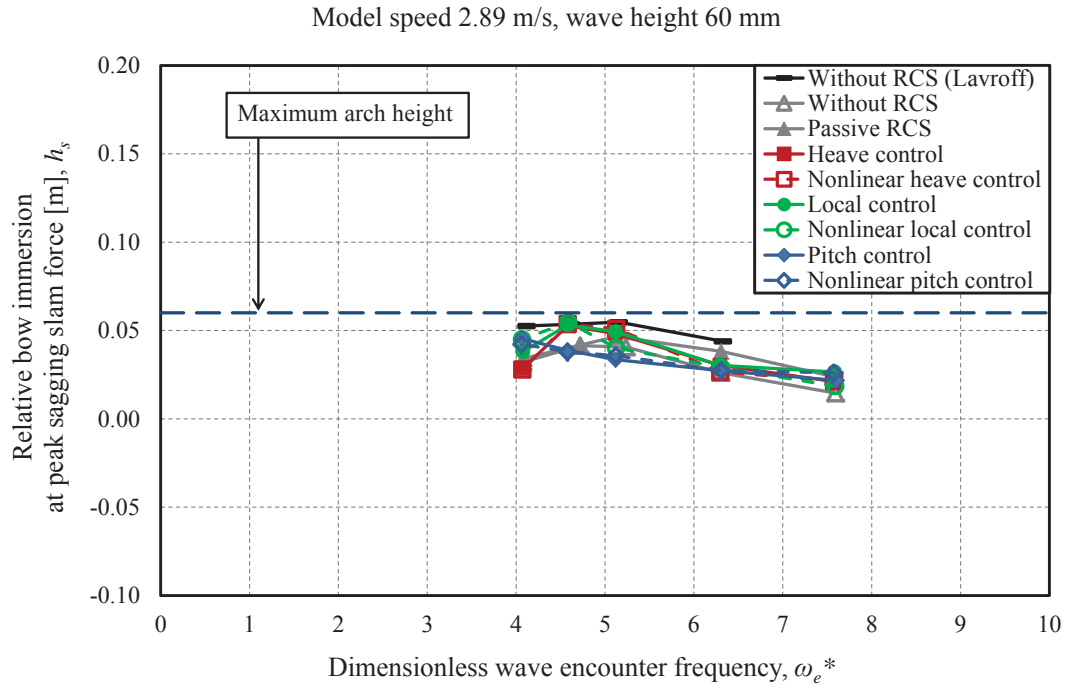 Model speed 2.89 m/s, wave height 60 mm
Relative bow immersion
at peak sagging slam force [m], hs
0.20
0.15
0.10
0.05
0.00
-0.05
-0.10
Maximum arch height
Without RCS (Lavroff)
Without RCS
Passive RCS
Heave control
Nonlinear heave control
Local control
Nonlinear local control
Pitch control
Nonlinear pitch control
0 1 2 3 4 5 6 7 8 9 10
Dimensionless wave encounter frequency, ωe*